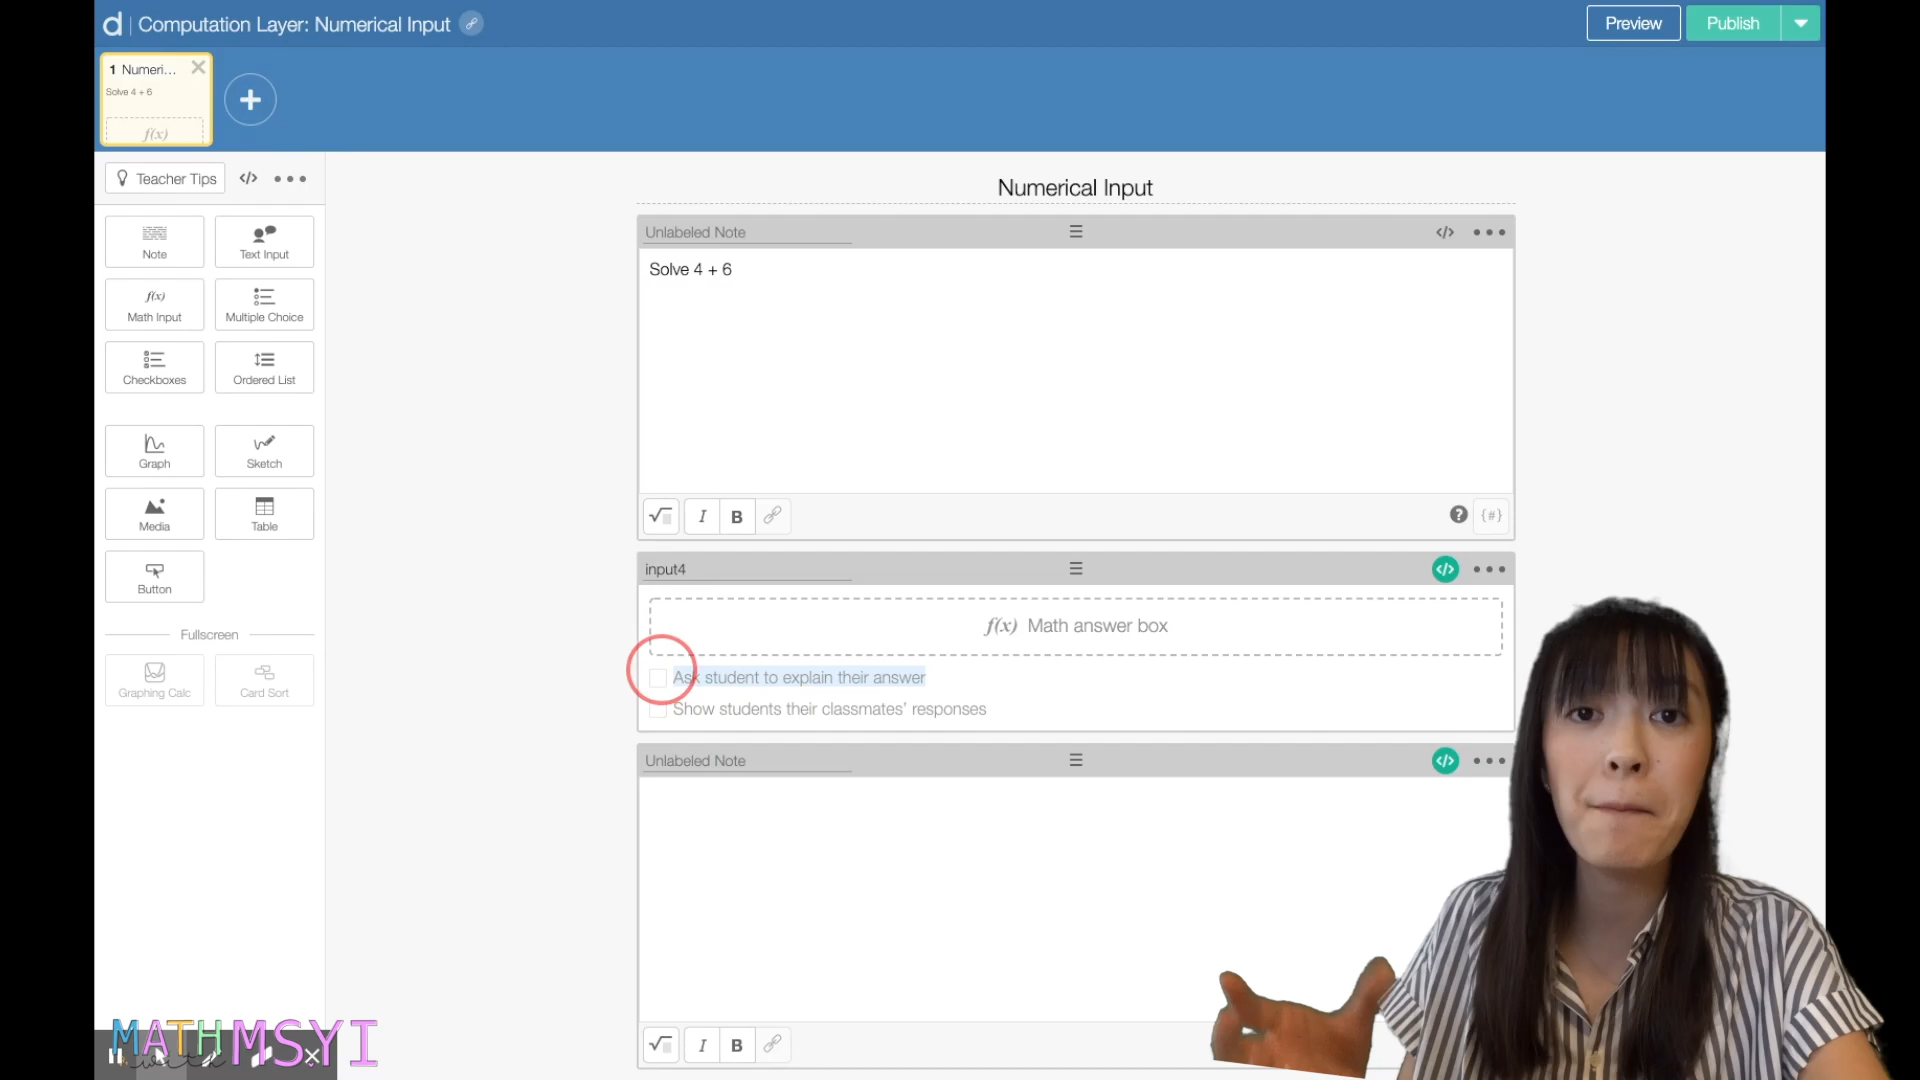 d | Computation Layer: Numerical Input
Preview
Publish
1 Numeri...
Solve 4 + 6
f(x)
Teacher Tips
</>
Note
Text Input
f(x)
Math Input
Multiple Choice
Checkboxes
Ordered List
Graph
Sketch
Media
Table
Button
Fullscreen
Graphing Calc
Card Sort
Numerical Input
Unlabeled Note
</>
Solve 4 + 6
I
B
?
{#}
input4
</>
f(x) Math answer box
Ask student to explain their answer
Show students their classmates' responses
Unlabeled Note
</>
I
B
MATH with MSYI